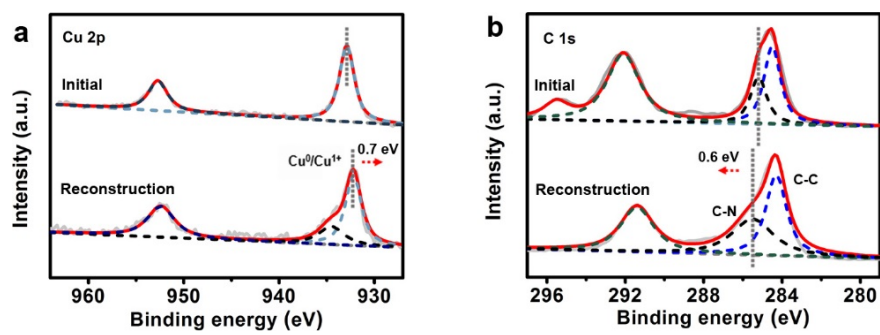 a
Cu 2p
Initial
Cu⁰/Cu¹⁺
0.7 eV
Reconstruction
Intensity (a.u.)
960 950 940 930
Binding energy (eV)
b
C 1s
Initial
0.6 eV
C-C
C-N
Reconstruction
Intensity (a.u.)
296 292 288 284 280
Binding energy (eV)